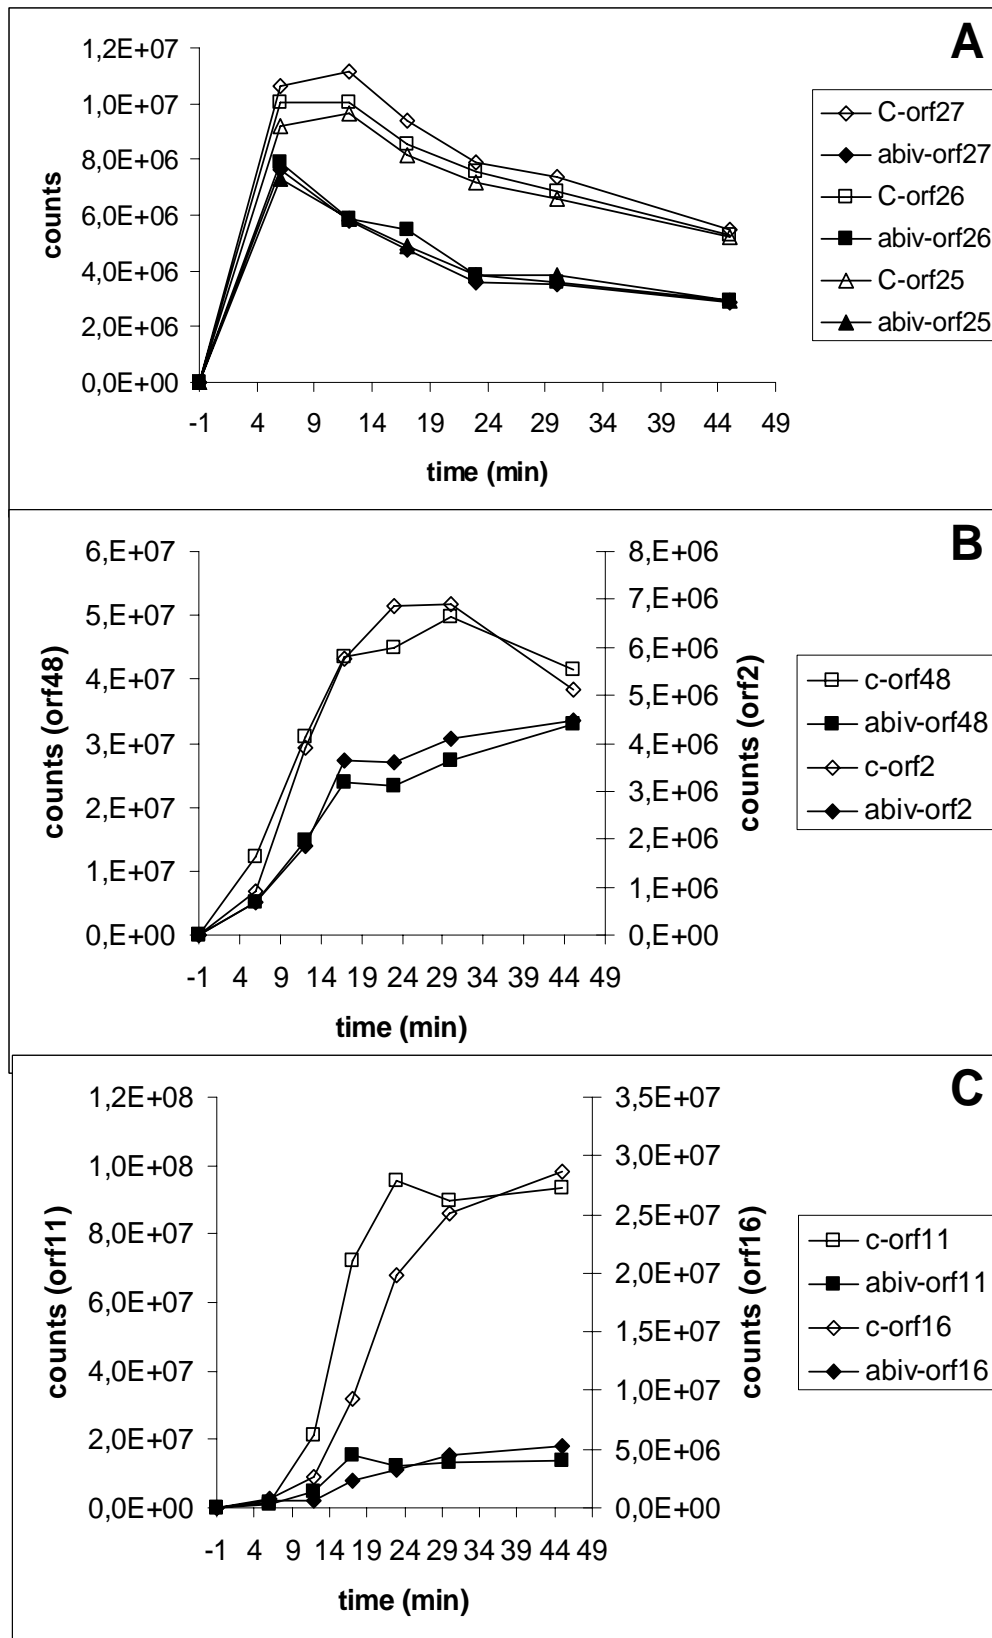 A
1,2E+07
1,0E+07
8,0E+06
6,0E+06
4,0E+06
2,0E+06
0,0E+00
counts
-1 4 9 14 19 24 29 34 39 44 49
time (min)
C-orf27
abiv-orf27
C-orf26
abiv-orf26
C-orf25
abiv-orf25
B
6,E+07
5,E+07
4,E+07
3,E+07
2,E+07
1,E+07
0,E+00
counts (orf48)
8,E+06
7,E+06
6,E+06
5,E+06
4,E+06
3,E+06
2,E+06
1,E+06
0,E+00
counts (orf2)
-1 4 9 14 19 24 29 34 39 44 49
time (min)
c-orf48
abiv-orf48
c-orf2
abiv-orf2
C
1,2E+08
1,0E+08
8,0E+07
6,0E+07
4,0E+07
2,0E+07
0,0E+00
counts (orf11)
3,5E+07
3,0E+07
2,5E+07
2,0E+07
1,5E+07
1,0E+07
5,0E+06
0,0E+00
counts (orf16)
-1 4 9 14 19 24 29 34 39 44 49
time (min)
c-orf11
abiv-orf11
c-orf16
abiv-orf16